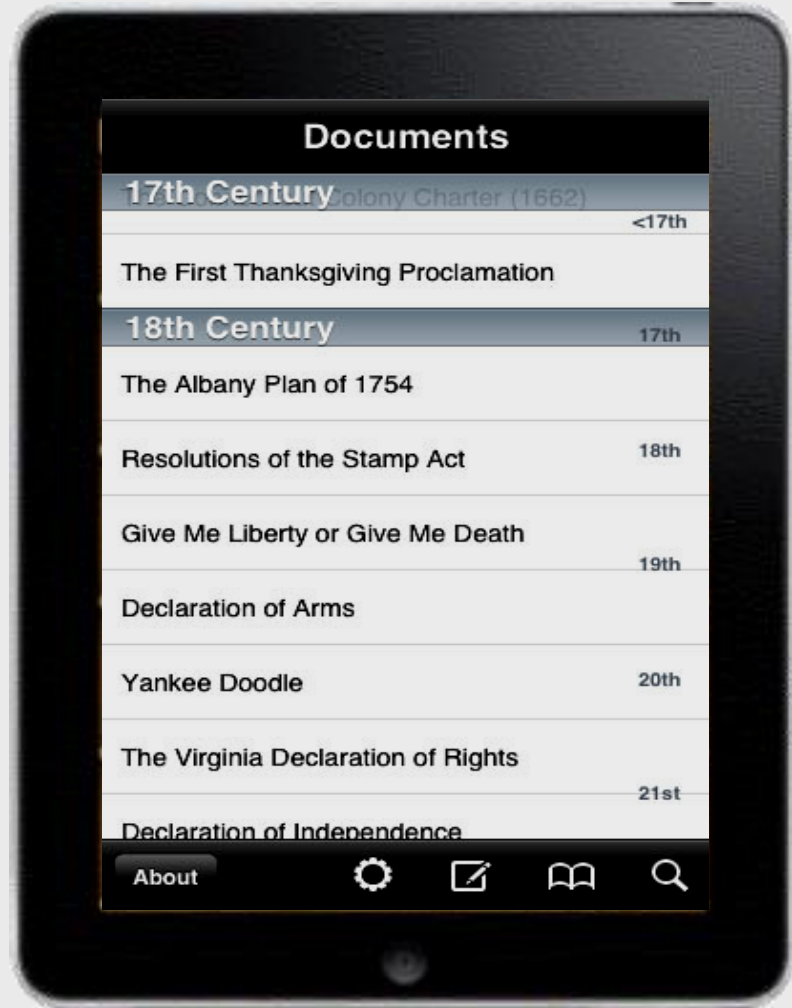 Documents
17th Century
Colony Charter (1662)
<17th
The First Thanksgiving Proclamation
18th Century
17th
The Albany Plan of 1754
Resolutions of the Stamp Act
18th
Give Me Liberty or Give Me Death
19th
Declaration of Arms
Yankee Doodle
20th
The Virginia Declaration of Rights
21st
Declaration of Independence
About